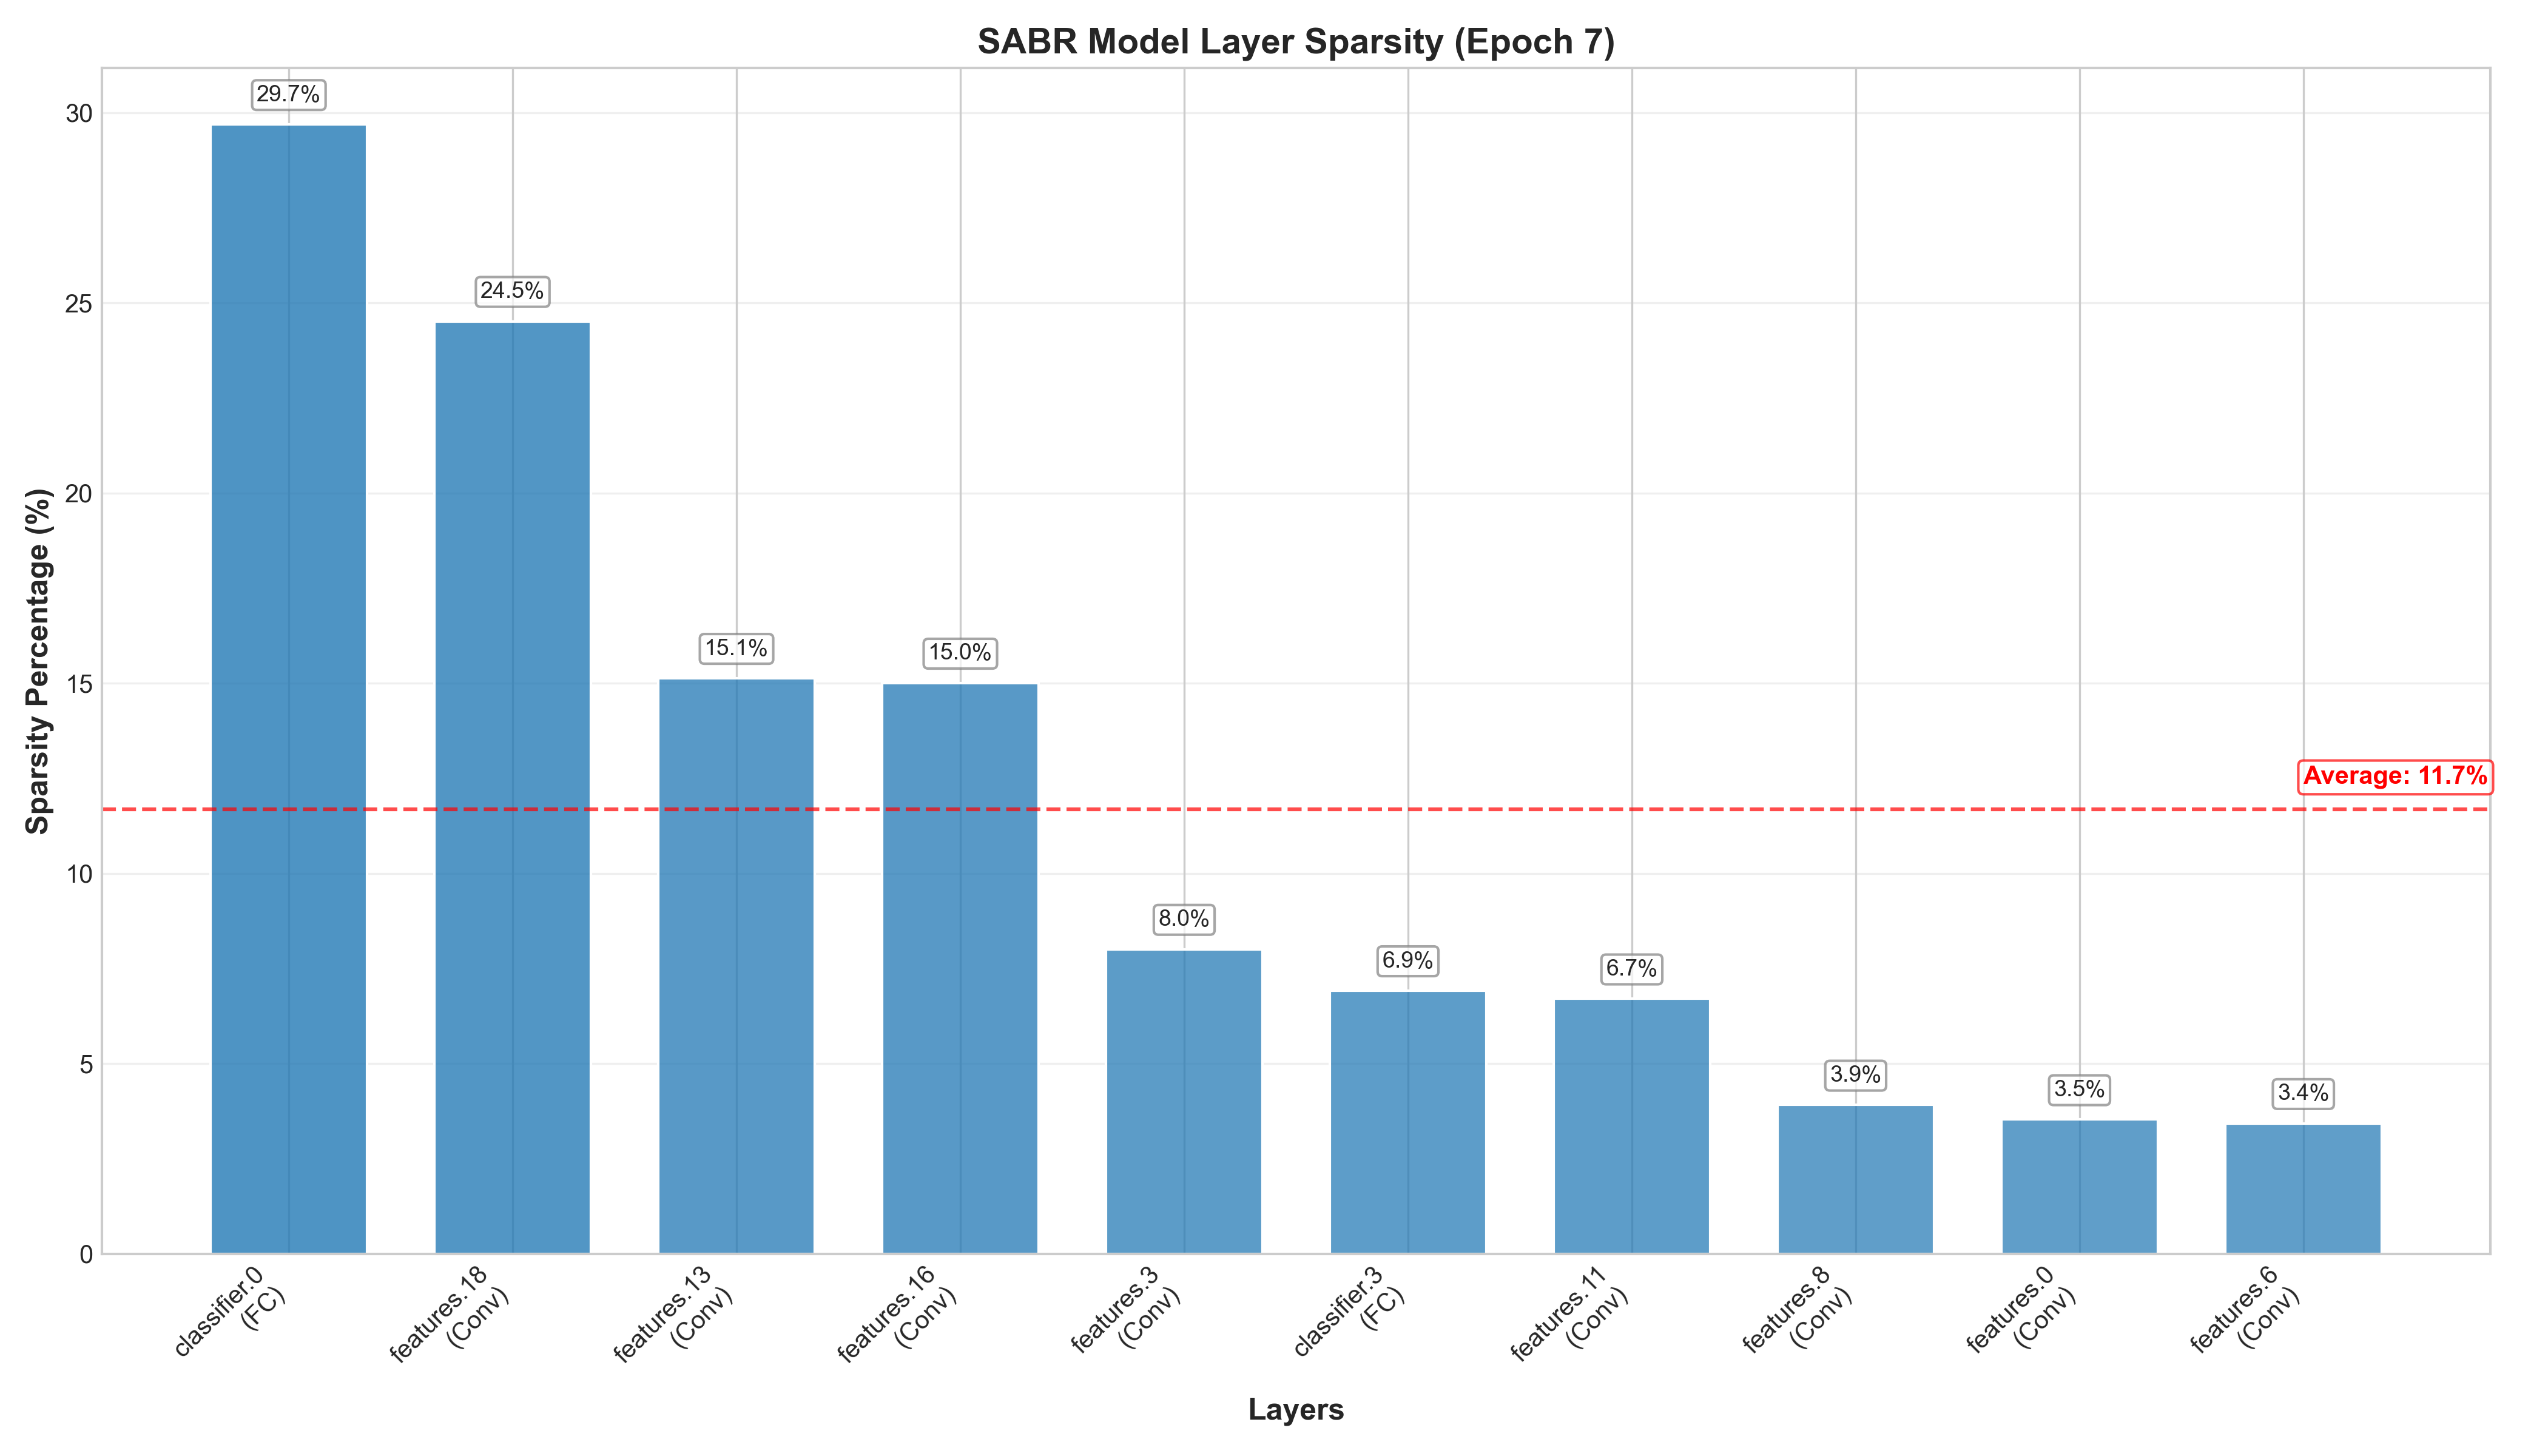 SABR Model Layer Sparsity (Epoch 7)
Sparsity Percentage (%)
30
25
20
15
10
5
0
29.7%
24.5%
15.1%
15.0%
8.0%
6.9%
6.7%
3.9%
3.5%
3.4%
Average: 11.7%
classifier.0
(FC)
features.18
(Conv)
features.13
(Conv)
features.16
(Conv)
features.3
(Conv)
classifier.3
(FC)
features.11
(Conv)
features.8
(Conv)
features.0
(Conv)
features.6
(Conv)
Layers